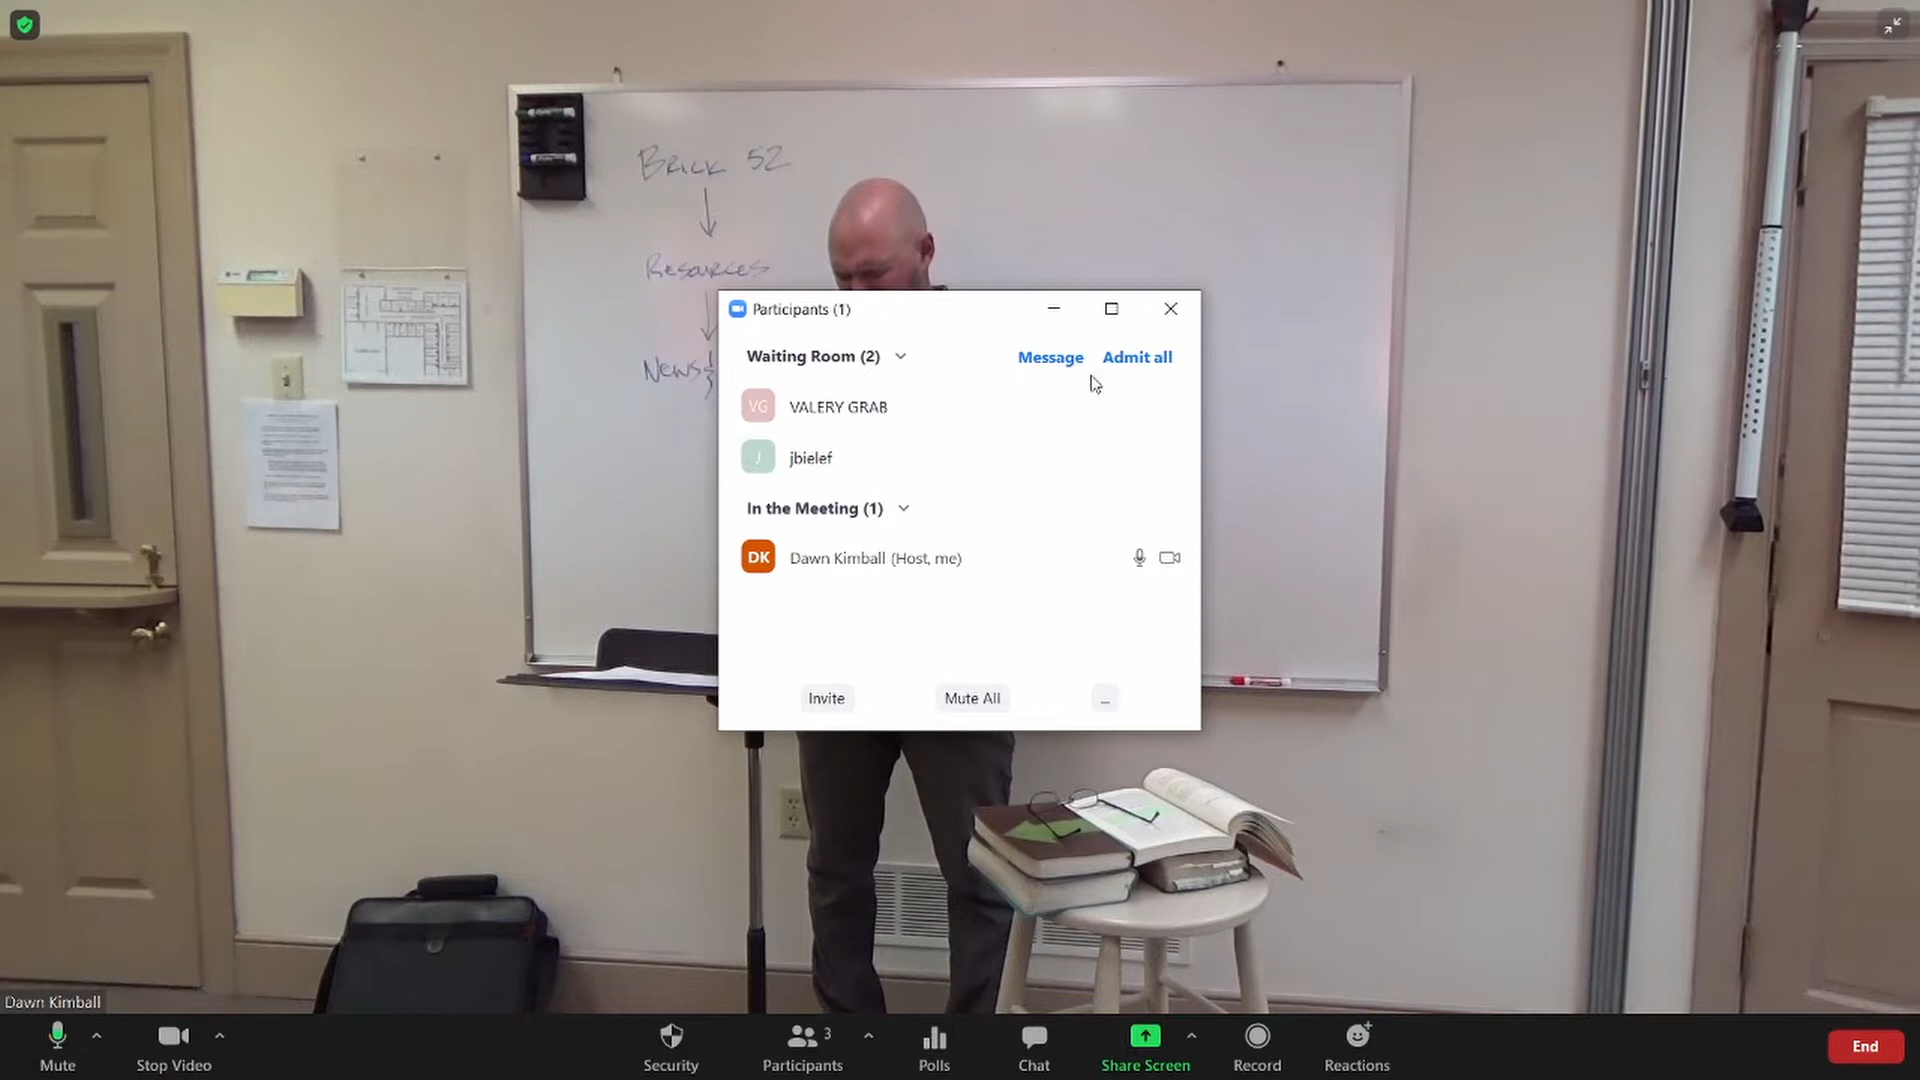 BRICK 52
RESOURCES
NEWS
Participants (1)
Waiting Room (2)
Message
Admit all
VG
VALERY GRAB
J
jbielef
In the Meeting (1)
DK
Dawn Kimball (Host, me)
Invite
Mute All
...
Dawn Kimball
Mute
Stop Video
Security
3
Participants
Polls
Chat
Share Screen
Record
Reactions
End